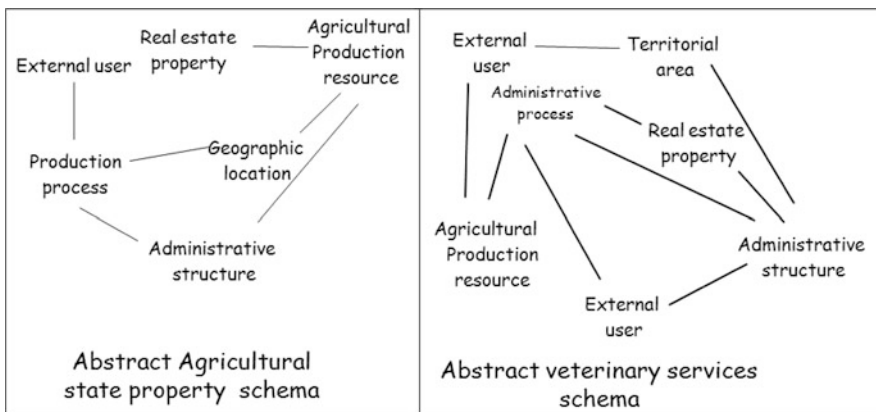 Real estate
property
Agricultural
Production
resource
External user
Production
process
Geographic
location
Administrative
structure
Abstract Agricultural
state property schema
External
user
Territorial
area
Administrative
process
Real estate
property
Agricultural
Production
resource
Administrative
structure
External
user
Abstract veterinary services
schema